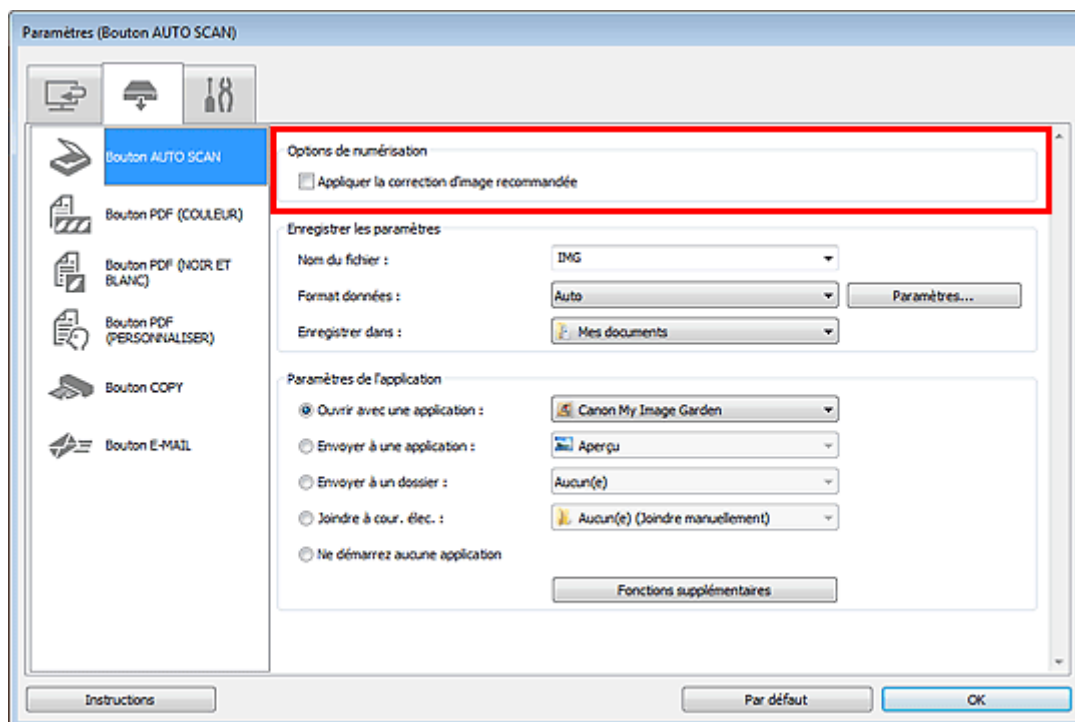 Paramètres (Bouton AUTO SCAN)
Bouton AUTO SCAN
Bouton PDF (COULEUR)
Bouton PDF (NOIR ET
BLANC)
Bouton PDF
(PERSONNALISER)
Bouton COPY
Bouton E-MAIL
Options de numérisation
Appliquer la correction d'image recommandée
Enregistrer les paramètres
Nom du fichier : IMG
Format données : Auto Paramètres...
Enregistrer dans : Mes documents
Paramètres de l'application
Ouvrir avec une application : Canon My Image Garden
Envoyer à une application : Aperçu
Envoyer à un dossier : Aucun(e)
Joindre à cour. élec. : Aucun(e) (Joindre manuellement)
Ne démarrez aucune application
Fonctions supplémentaires
Instructions Par défaut OK